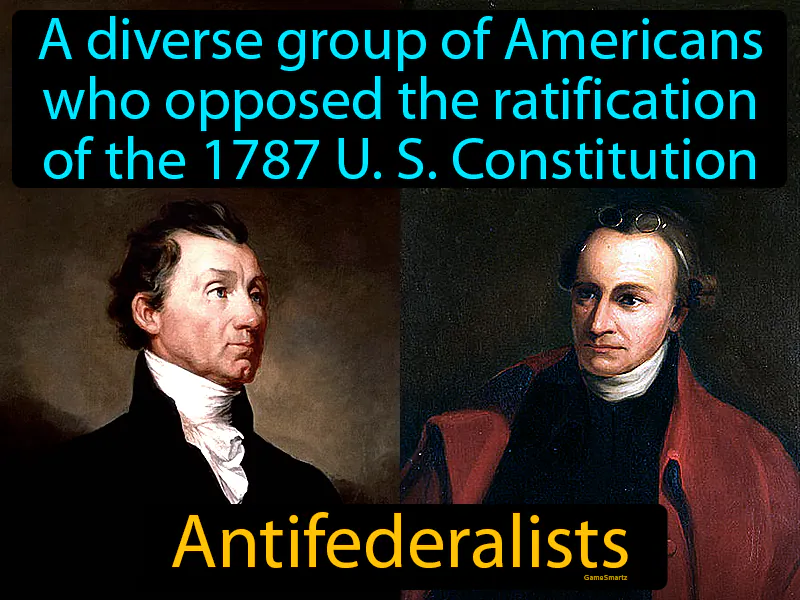 A diverse group of Americans
who opposed the ratification
of the 1787 U. S. Constitution
Antifederalists
GameSmartz